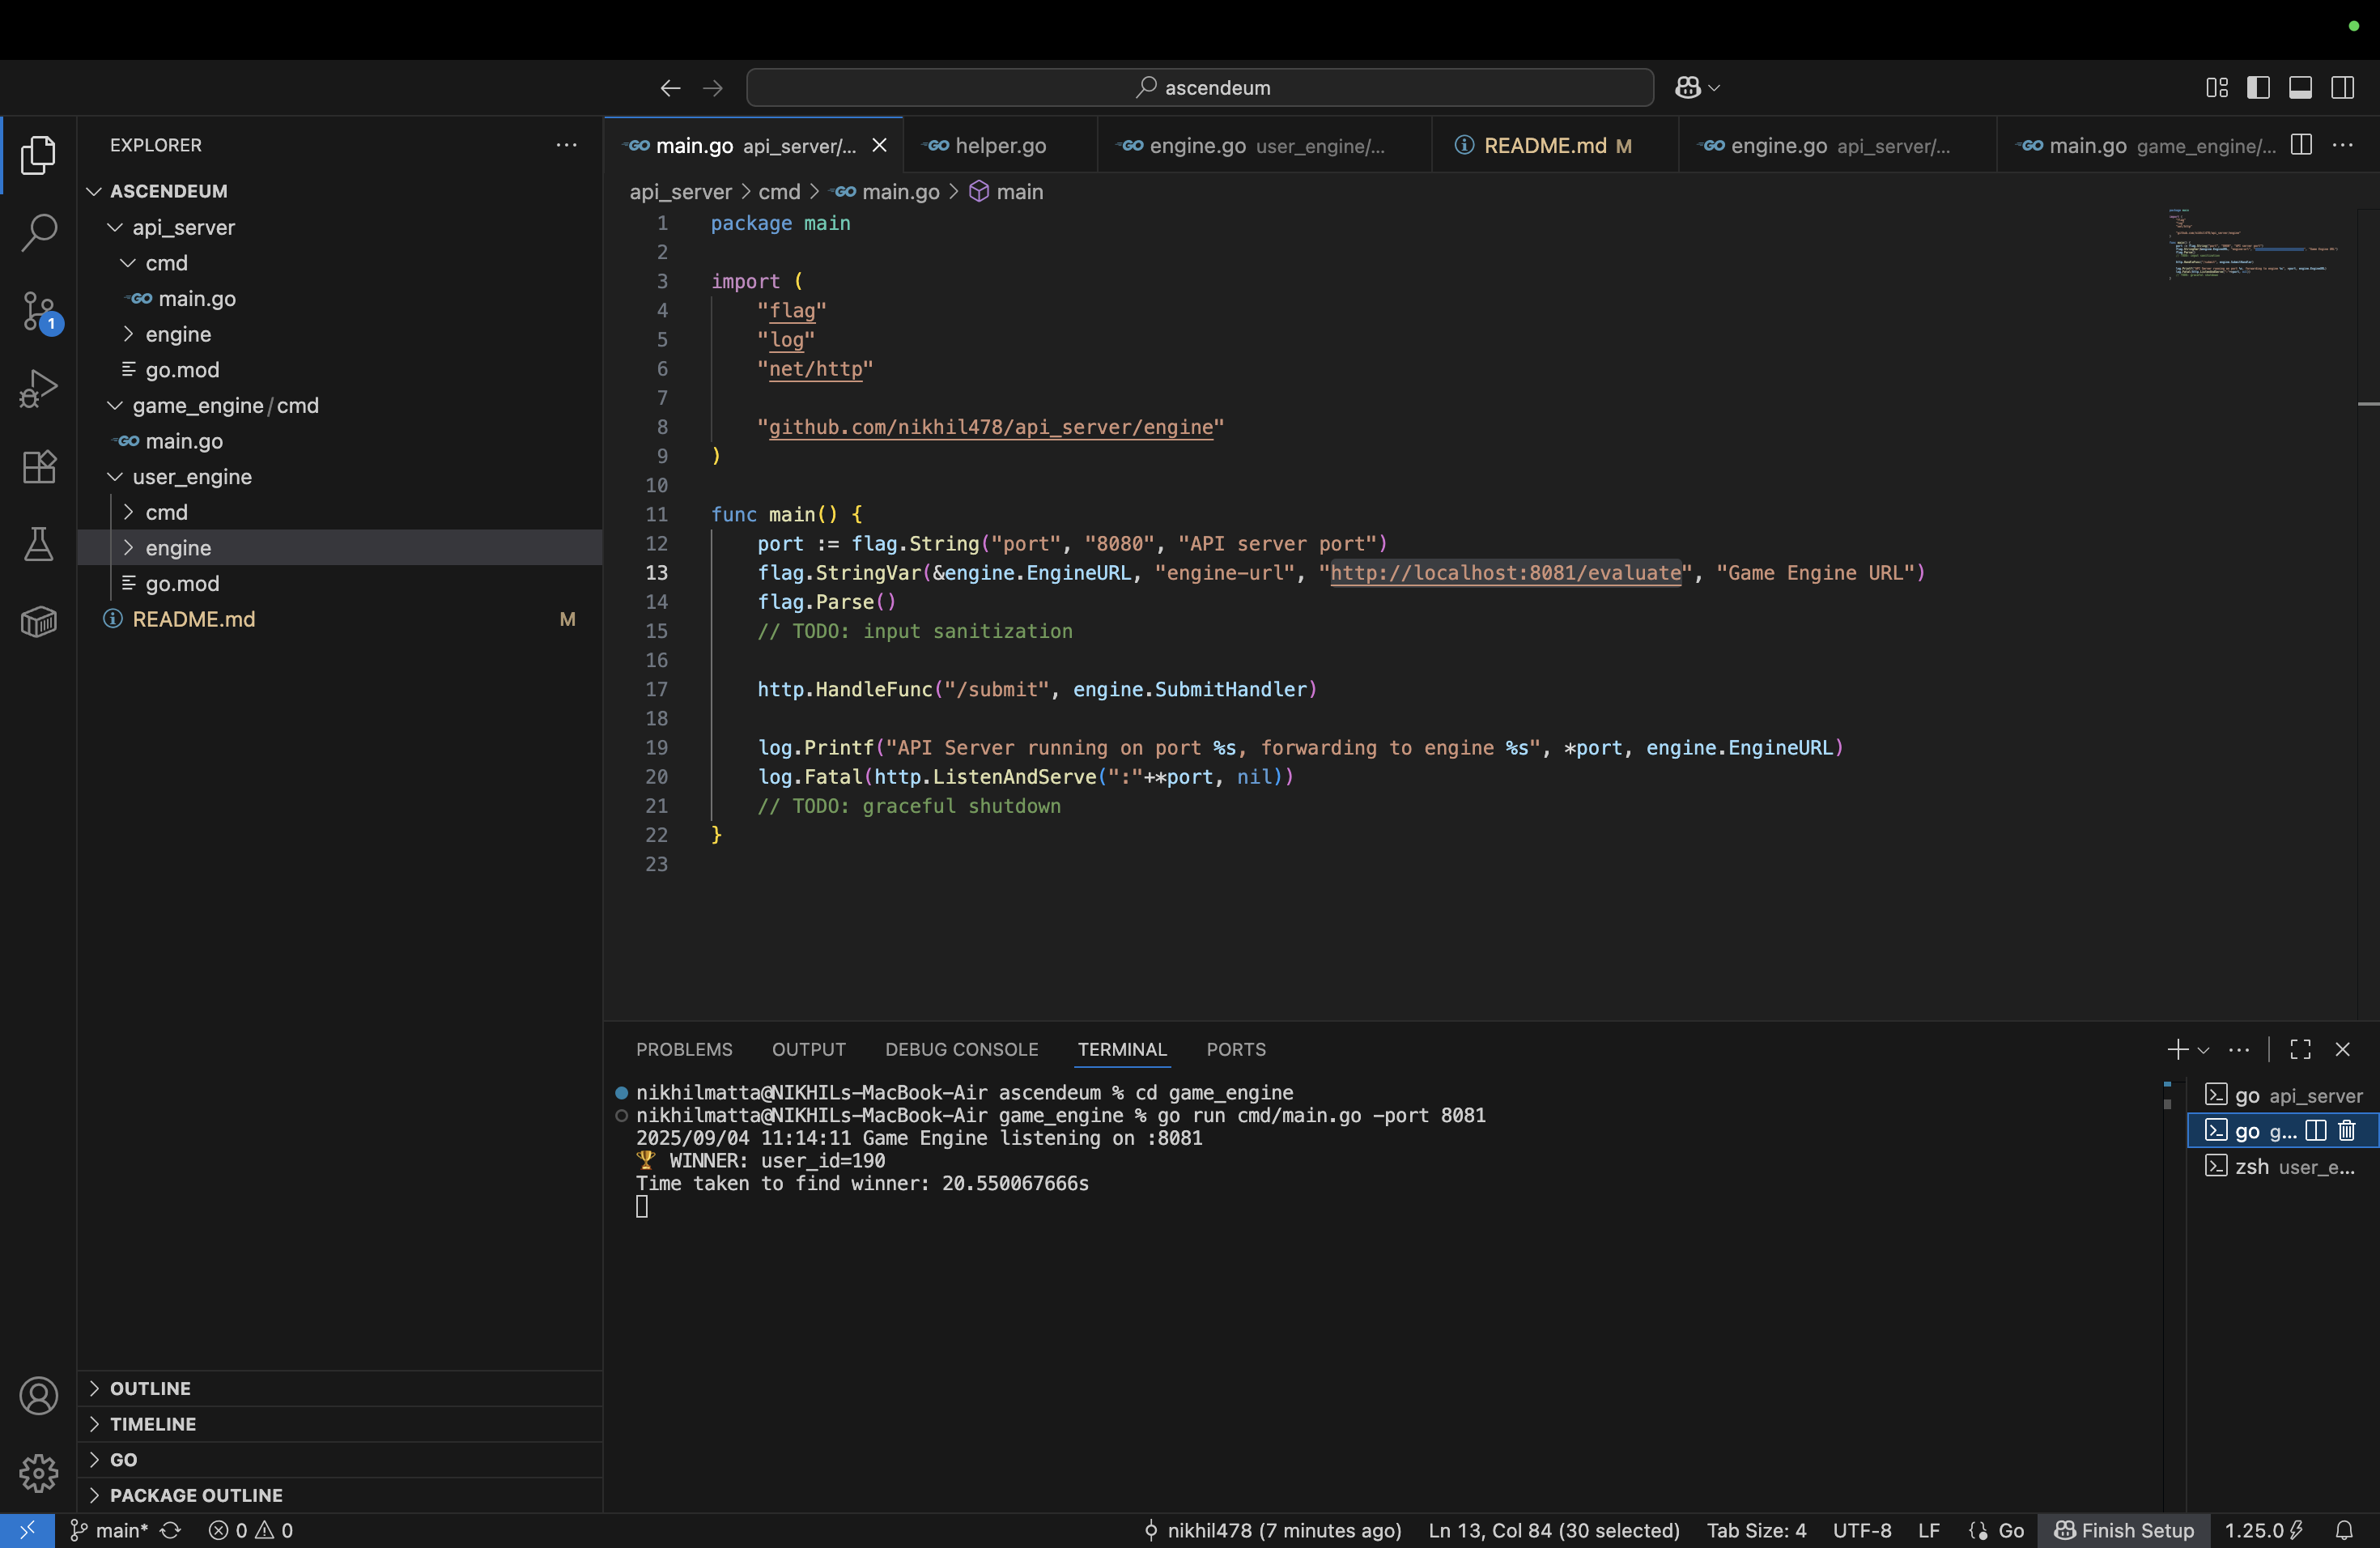 ascendeum
EXPLORER
ASCENDEUM
api_server
cmd
main.go
engine
go.mod
game_engine/cmd
main.go
user_engine
cmd
engine
go.mod
README.md M
1
OUTLINE
TIMELINE
GO
PACKAGE OUTLINE
main.go api_server/...
helper.go
engine.go user_engine/...
README.md M
engine.go api_server/...
main.go game_engine/...
api_server > cmd > main.go > main
1 package main
2
3 import (
4 "flag"
5 "log"
6 "net/http"
7
8 "github.com/nikhil478/api_server/engine"
9 )
10
11 func main() {
12 port := flag.String("port", "8080", "API server port")
13 flag.StringVar(&engine.EngineURL, "engine-url", "http://localhost:8081/evaluate", "Game Engine URL")
14 flag.Parse()
15 // TODO: input sanitization
16
17 http.HandleFunc("/submit", engine.SubmitHandler)
18
19 log.Printf("API Server running on port %s, forwarding to engine %s", *port, engine.EngineURL)
20 log.Fatal(http.ListenAndServe(":"+*port, nil))
21 // TODO: graceful shutdown
22 }
23
PROBLEMS OUTPUT DEBUG CONSOLE TERMINAL PORTS
nikhilmatta@NIKHILs-MacBook-Air ascendeum % cd game_engine
nikhilmatta@NIKHILs-MacBook-Air game_engine % go run cmd/main.go -port 8081
2025/09/04 11:14:11 Game Engine listening on :8081
🏆 WINNER: user_id=190
Time taken to find winner: 20.550067666s
go api_server
go g...
zsh user_e...
main* 0 0 nikhil478 (7 minutes ago) Ln 13, Col 84 (30 selected) Tab Size: 4 UTF-8 LF Go Finish Setup 1.25.0